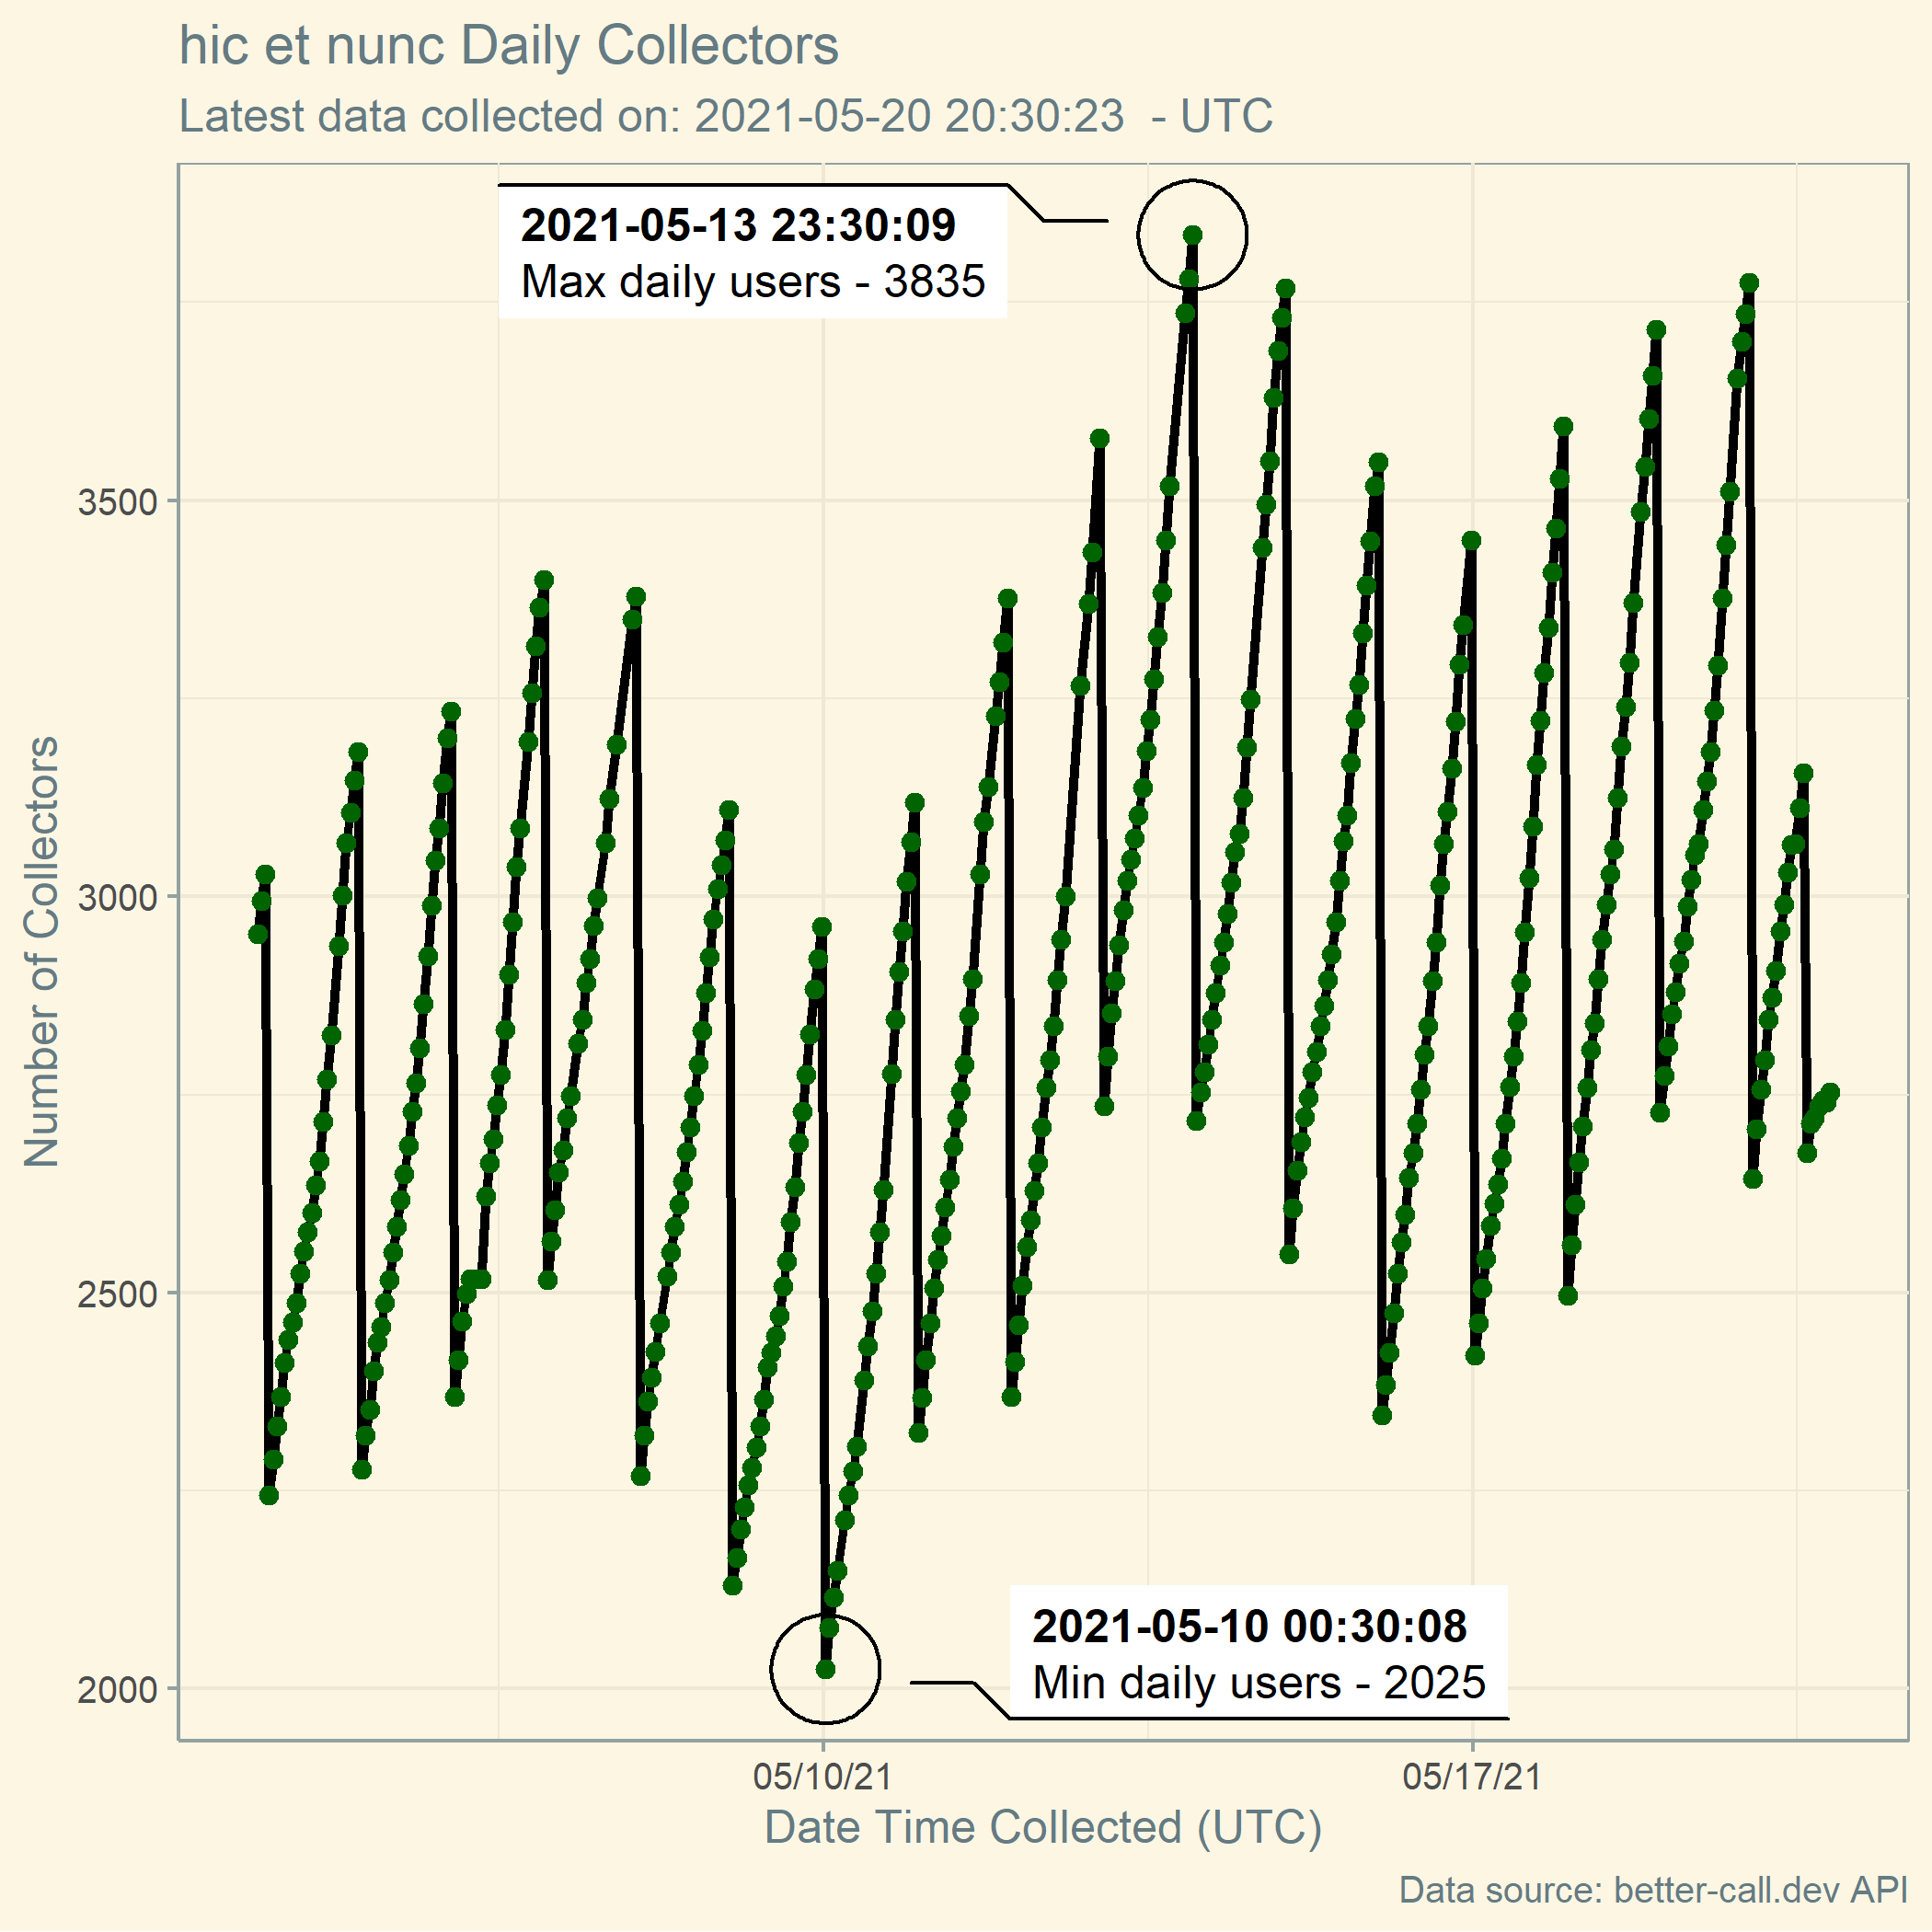 hic et nunc Daily Collectors
Latest data collected on: 2021-05-20 20:30:23  - UTC
2021-05-13 23:30:09
Max daily users - 3835
3500
3000
2500
2000
Number of Collectors
2021-05-10 00:30:08
Min daily users - 2025
05/10/21
05/17/21
Date Time Collected (UTC)
Data source: better-call.dev API